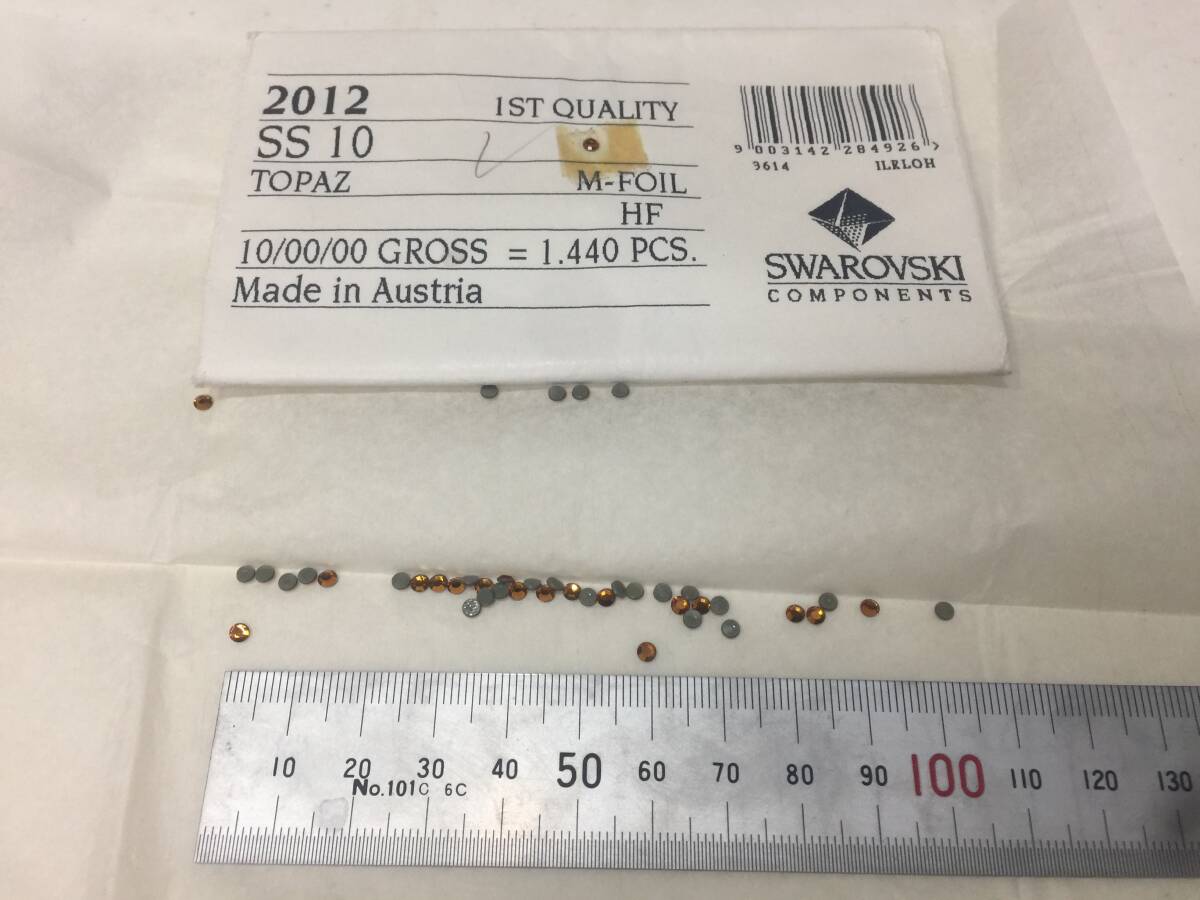 2012 1ST QUALITY
SS 10
TOPAZ M-FOIL
HF
10/00/00 GROSS = 1.440 PCS.
Made in Austria
9 003142 284926 >
9614 ILRLOH
SWAROVSKI
COMPONENTS
10 20 30 40 50 60 70 80 90 100 110 120 130
No.101C 6C